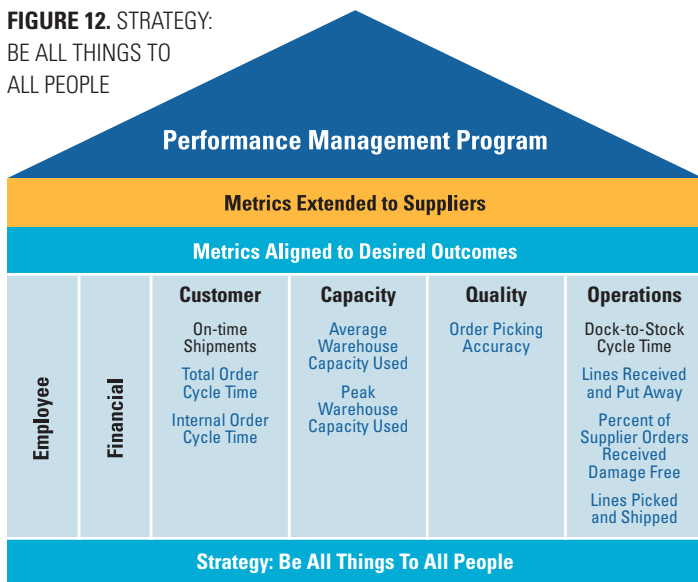 FIGURE 12. STRATEGY:
BE ALL THINGS TO
ALL PEOPLE
Performance Management Program
Metrics Extended to Suppliers
Metrics Aligned to Desired Outcomes
Employee
Financial
Customer
On-time
Shipments
Total Order
Cycle Time
Internal Order
Cycle Time
Capacity
Average
Warehouse
Capacity Used
Peak
Warehouse
Capacity Used
Quality
Order Picking
Accuracy
Operations
Dock-to-Stock
Cycle Time
Lines Received
and Put Away
Percent of
Supplier Orders
Received
Damage Free
Lines Picked
and Shipped
Strategy: Be All Things To All People